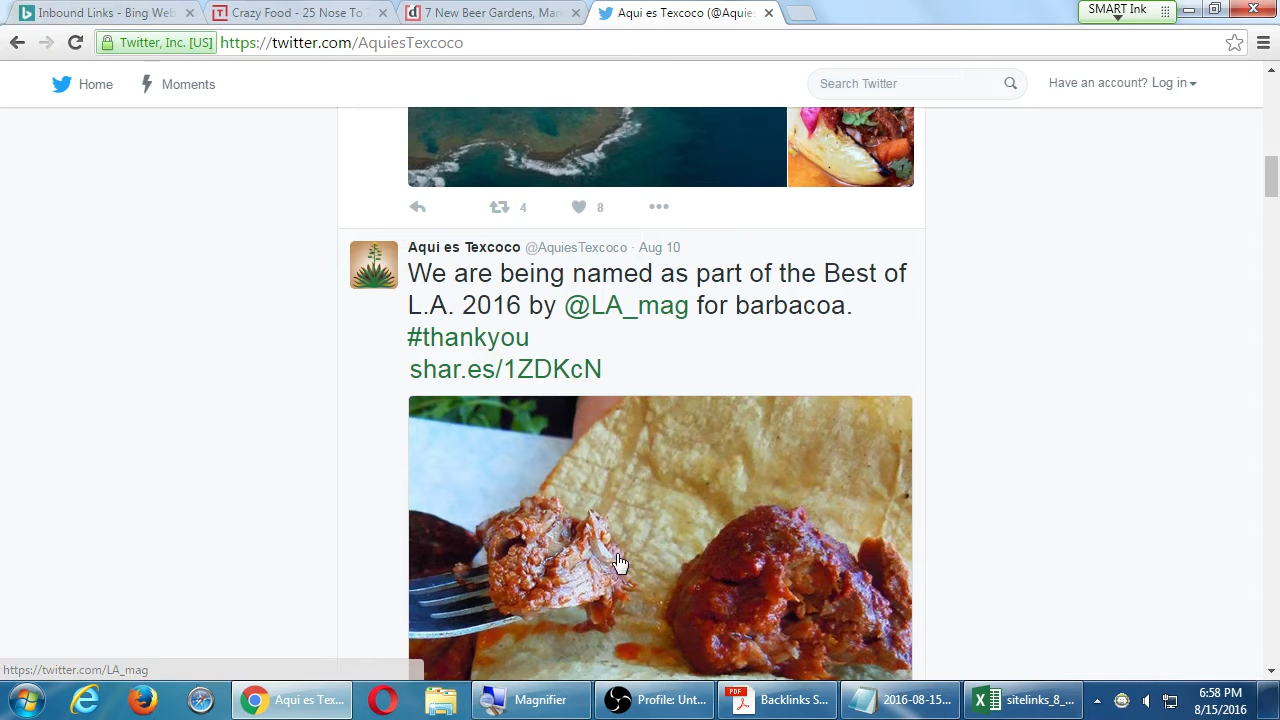 Inbound Links - Bing Web
Crazy Food - 25 Nose To T
7 New Beer Gardens, Mar
Aqui es Texcoco (@Aquie
SMART Ink
Twitter, Inc. [US] https://twitter.com/AquiesTexcoco
Home Moments Search Twitter Have an account? Log in
4 8
Aqui es Texcoco @AquiesTexcoco · Aug 10
We are being named as part of the Best of
L.A. 2016 by @LA_mag for barbacoa.
#thankyou
shar.es/1ZDKcN
https://twitter.com/LA_mag
Aqui es Tex...
Magnifier
Profile: Unt...
PDF
Backlinks S...
2016-08-15...
sitelinks_8_...
6:58 PM
8/15/2016